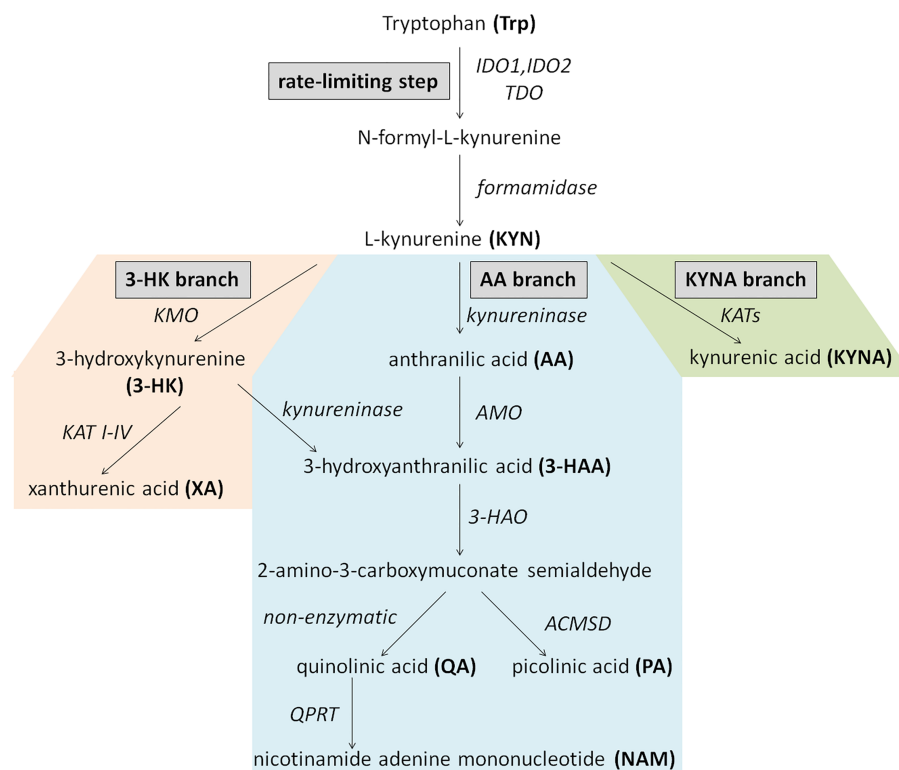 Tryptophan (Trp)
rate-limiting step
IDO1,IDO2
TDO
N-formyl-L-kynurenine
formamidase
L-kynurenine (KYN)
3-HK branch
AA branch
KYNA branch
KMO
kynureninase
KATs
3-hydroxykynurenine
(3-HK)
anthranilic acid (AA)
kynurenic acid (KYNA)
KAT I-IV
kynureninase
AMO
xanthurenic acid (XA)
3-hydroxyanthranilic acid (3-HAA)
3-HAO
2-amino-3-carboxymuconate semialdehyde
non-enzymatic
ACMSD
quinolinic acid (QA)
picolinic acid (PA)
QPRT
nicotinamide adenine mononucleotide (NAM)